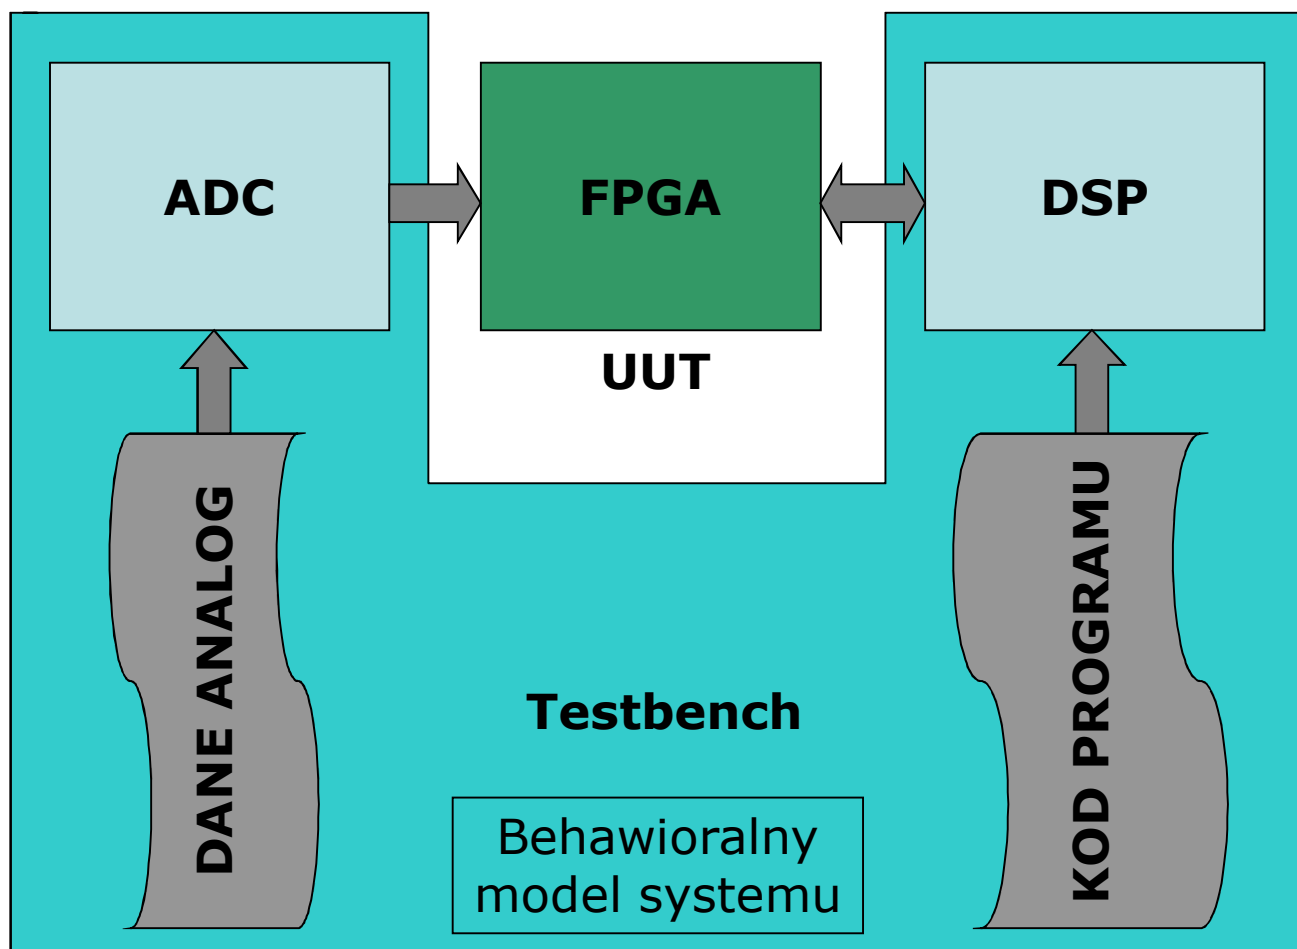 ADC
FPGA
DSP
UUT
DANE ANALOG
KOD PROGRAMU
Testbench
Behawioralny
model systemu